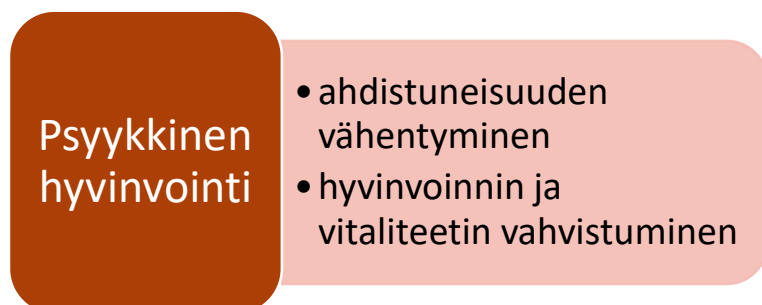 Psyykkinen
hyvinvointi
• ahdistuneisuuden
vähentyminen
• hyvinvoinnin ja
vitaliteetin vahvistuminen